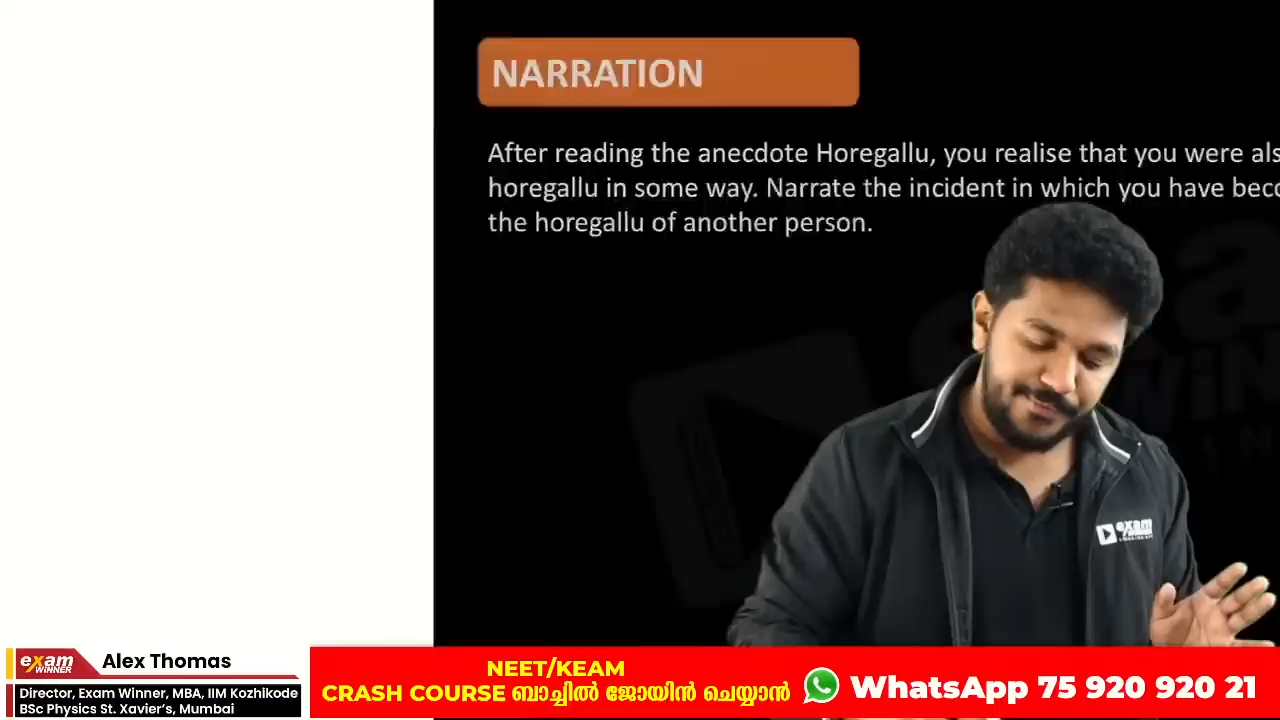 NARRATION
After reading the anecdote Horegallu, you realise that you were als
horegallu in some way. Narrate the incident in which you have beco
the horegallu of another person.
exam
WINNER
exam
WINNER
Alex Thomas
Director, Exam Winner, MBA, IIM Kozhikode
BSc Physics St. Xavier’s, Mumbai
NEET/KEAM
CRASH COURSE ബാച്ചിൽ ജോയിൻ ചെയ്യാൻ
WhatsApp 75 920 920 21